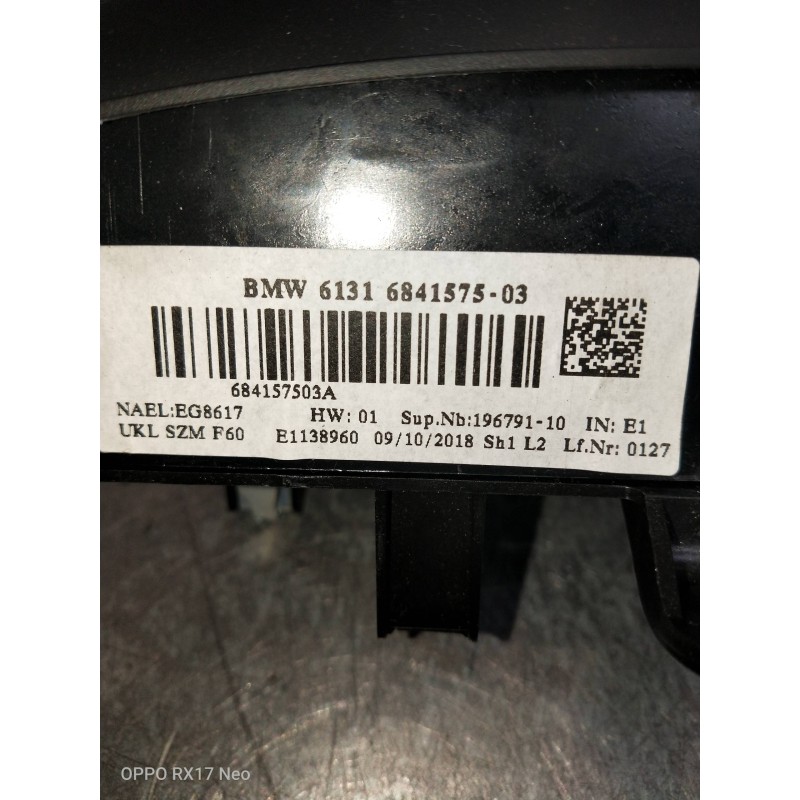 BMW 6131 6841575-03
684157503A
NAEL:EG8617 HW: 01 Sup.Nb:196791-10 IN: E1
UKL SZM F60 E1138960 09/10/2018 Sh1 L2 Lf.Nr: 0127
OPPO RX17 Neo